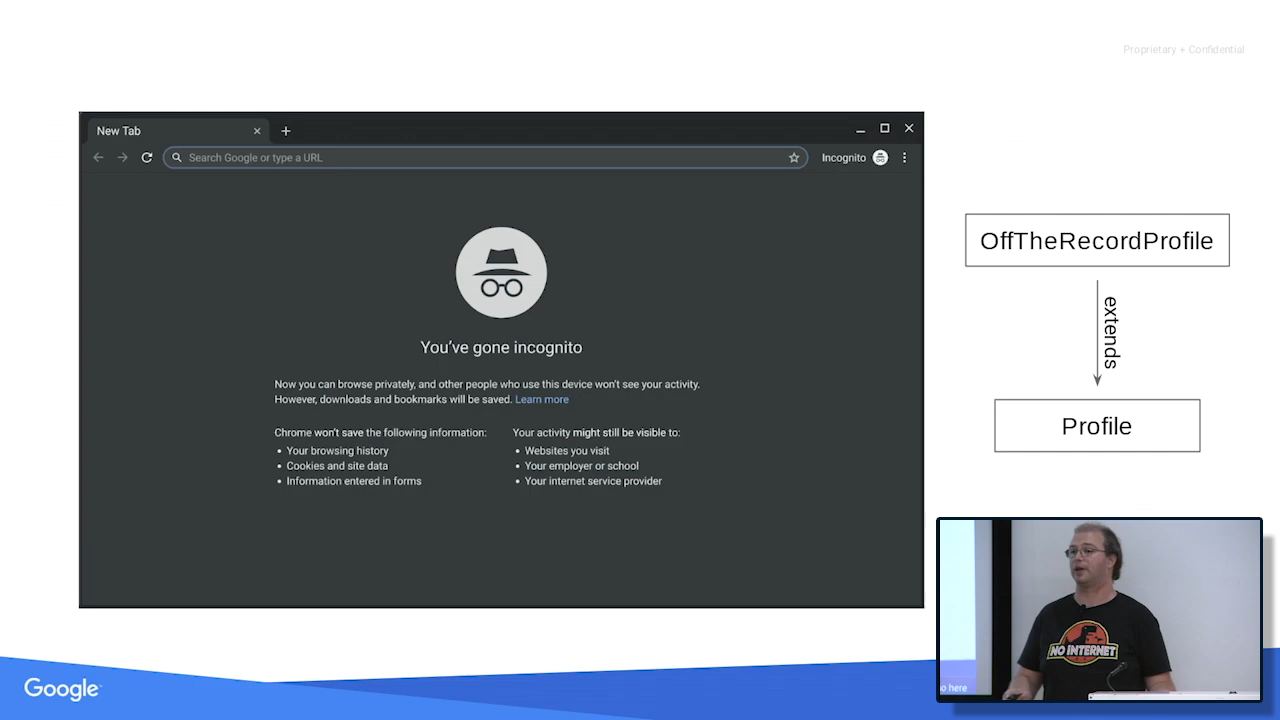 Proprietary + Confidential
New Tab
Search Google or type a URL
Incognito
You've gone incognito
Now you can browse privately, and other people who use this device won't see your activity.
However, downloads and bookmarks will be saved. Learn more
Chrome won't save the following information:
• Your browsing history
• Cookies and site data
• Information entered in forms
Your activity might still be visible to:
• Websites you visit
• Your employer or school
• Your internet service provider
OffTheRecordProfile
extends
Profile
NO INTERNET
o here
Google